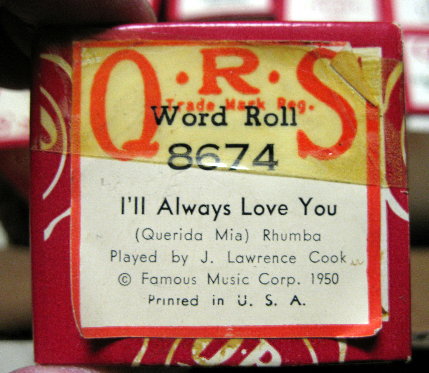 Q·R·S
Trade Mark Reg.
Word Roll
8674
I'll Always Love You
(Querida Mia) Rhumba
Played by J. Lawrence Cook
© Famous Music Corp. 1950
Printed in U. S. A.